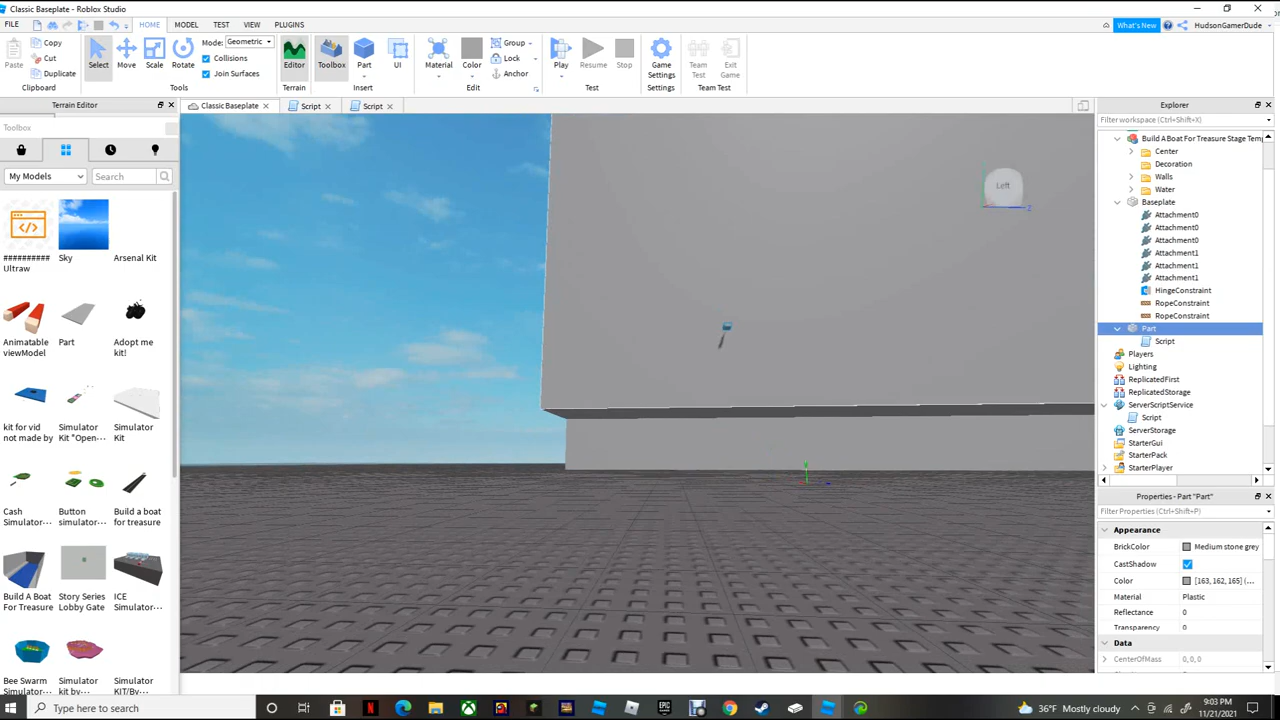 Classic Baseplate - Roblox Studio
FILE
HOME
MODEL
TEST
VIEW
PLUGINS
What's New
HudsonGamerDude
Paste
Copy
Cut
Duplicate
Clipboard
Select
Move
Scale
Rotate
Mode: Geometric
Collisions
Join Surfaces
Tools
Editor
Terrain
Toolbox
Part
UI
Insert
Material
Color
Group
Lock
Anchor
Edit
Play
Resume
Stop
Test
Game Settings
Settings
Team Test
Exit Game
Team Test
Terrain Editor
Toolbox
My Models
Search
######### Ultraw
Sky
Arsenal Kit
Animatable viewModel
Part
Adopt me kit!
kit for vid not made by
Simulator Kit "Open-
Simulator Kit
Cash Simulator-
Button simulator-
Build a boat for treasure
Build A Boat For Treasure
Story Series Lobby Gate
ICE Simulator-
Bee Swarm Simulator
Simulator kit by
Simulator KIT/By
ClassicBaseplate
Script
Script
Left
Z
Explorer
Filter workspace (Ctrl+Shift+X)
Build A Boat For Treasure Stage Temp
Center
Decoration
Walls
Water
Baseplate
Attachment0
Attachment0
Attachment0
Attachment1
Attachment1
Attachment1
HingeConstraint
RopeConstraint
RopeConstraint
Part
Script
Players
Lighting
ReplicatedFirst
ReplicatedStorage
ServerScriptService
Script
ServerStorage
StarterGui
StarterPack
StarterPlayer
Properties - Part "Part"
Filter Properties (Ctrl+Shift+P)
Appearance
BrickColor Medium stone grey
CastShadow
Color [163, 162, 165] (...
Material Plastic
Reflectance 0
Transparency 0
Data
CenterOfMass 0, 0, 0
Type here to search
36°F Mostly cloudy
9:03 PM
11/21/2021